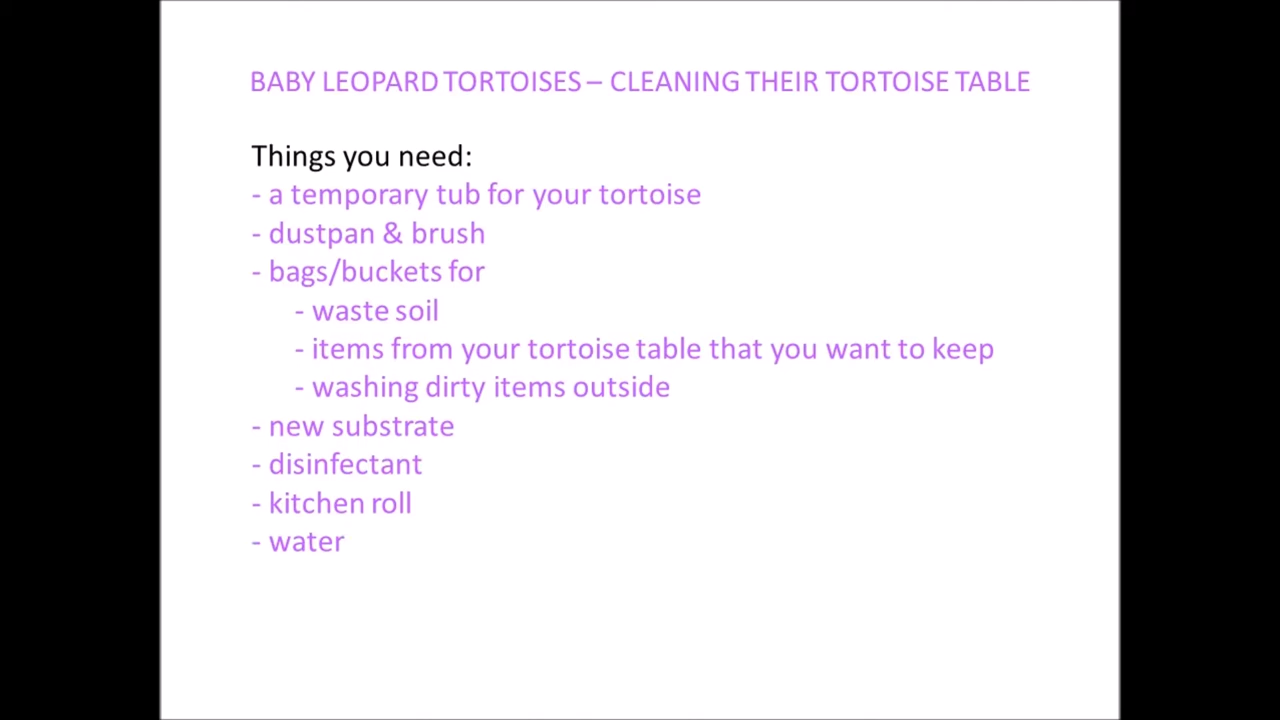 BABY LEOPARD TORTOISES – CLEANING THEIR TORTOISE TABLE
Things you need:
- a temporary tub for your tortoise
- dustpan & brush
- bags/buckets for
- waste soil
- items from your tortoise table that you want to keep
- washing dirty items outside
- new substrate
- disinfectant
- kitchen roll
- water